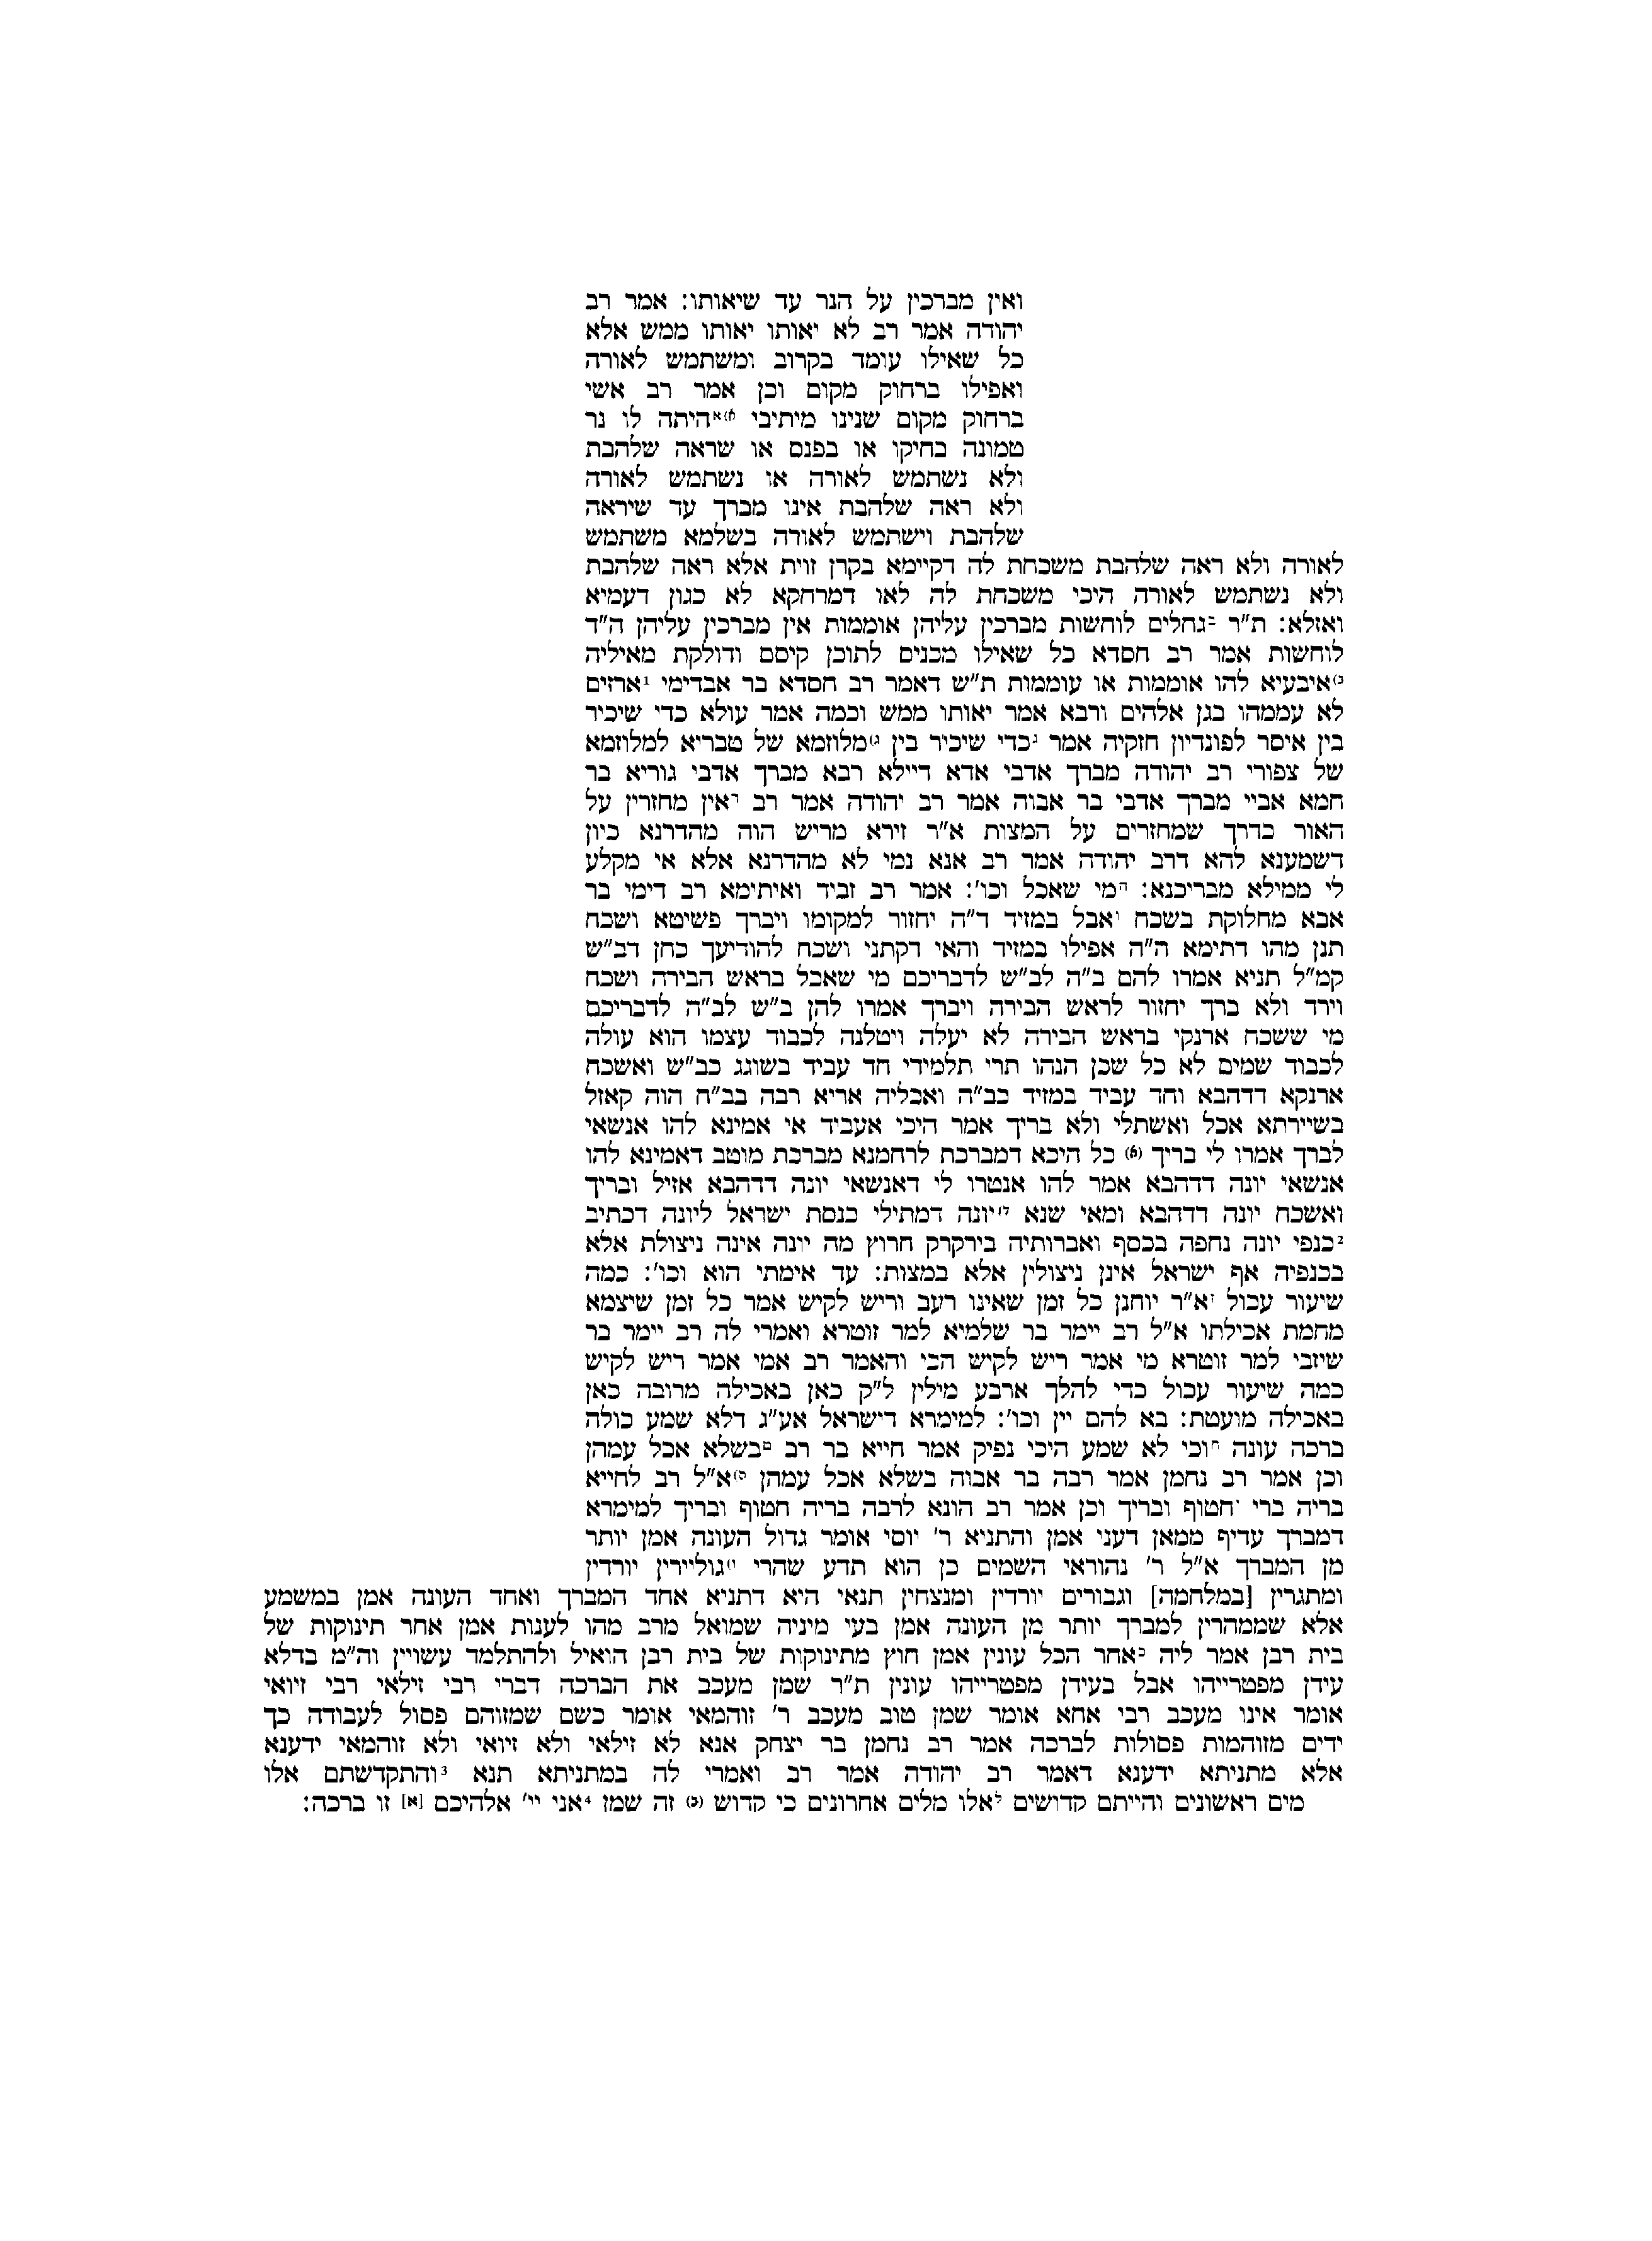 ואין מברכין על הנר עד שיאותו: אמר רב
יהודה אמר רב לא יאותו יאותו ממש אלא
כל שאילו עומד בקרוב ומשתמש לאורה
ואפילו ברחוק מקום וכן אמר רב אשי
ברחוק מקום שנינו מיתיבי היתה לו נר
טמונה בחיקו או בפנס או שראה שלהבת
ולא נשתמש לאורה או נשתמש לאורה
ולא ראה שלהבת אינו מברך עד שיראה
שלהבת וישתמש לאורה בשלמא משתמש
לאורה ולא ראה שלהבת משכחת לה דקיימא בקרן זוית אלא ראה שלהבת
ולא נשתמש לאורה היכי משכחת לה לאו דמרחקא לא כגון דעמיא
ואזלא: ת"ר ב גחלים לוחשות מברכין עליהן אוממות אין מברכין עליהן ה"ד
לוחשות אמר רב חסדא כל שאילו מכניס לתוכן קיסם ודולקת מאיליה
ב) איבעיא להו אוממות או עוממות ת"ש דאמר רב חסדא בר אבדימי 1 ארזים
לא עממהו בגן אלהים ורבא אמר יאותו ממש וכמה אמר עולא כדי שיכיר
בין איסר לפונדיון חזקיה אמר ג כדי שיכיר בין ג) מלוזמא של טבריא למלוזמא
של צפורי רב יהודה מברך אדבי אדא דיילא רבא מברך אדבי גוריא בר
חמא אביי מברך אדבי בר אבוה אמר רב יהודה אמר רב ד אין מחזרין על
האור כדרך שמחזרים על המצות א"ר זירא מריש הוה מהדרנא כיון
דשמענא להא דרב יהודה אמר רב אנא נמי לא מהדרנא אלא אי מקלע
לי ממילא מבריכנא: ה מי שאכל וכו': אמר רב זביד ואיתימא רב דימי בר
אבא מחלוקת בשכח ו אבל במזיד ד"ה יחזור למקומו ויברך פשיטא ושכח
תנן מהו דתימא ה"ה אפילו במזיד והאי דקתני ושכח להודיעך כחן דב"ש
קמ"ל תניא אמרו להם ב"ה לב"ש לדבריכם מי שאכל בראש הבירה ושכח
וירד ולא ברך יחזור לראש הבירה ויברך אמרו להן ב"ש לב"ה לדבריכם
מי ששכח ארנקי בראש הבירה לא יעלה ויטלנה לכבוד עצמו הוא עולה
לכבוד שמים לא כל שכן הנהו תרי תלמידי חד עביד בשוגג כב"ש ואשכח
ארנקא דדהבא וחד עביד במזיד כב"ה ואכליה אריא רבה בב"ח הוה קאזל
בשיירתא אכל ואשתלי ולא בריך אמר היכי אעביד אי אמינא להו אנשאי
לברך אמרו לי בריך (א) כל היכא דמברכת לרחמנא מברכת מוטב דאמינא להו
אנשאי יונה דדהבא אמר להו אנטרו לי דאנשאי יונה דדהבא אזיל ובריך
ואשכח יונה דדהבא ומאי שנא ד) יונה דמתילי כנסת ישראל ליונה דכתיב
2 כנפי יונה נחפה בכסף ואברותיה בירקרק חרוץ מה יונה אינה ניצולת אלא
בכנפיה אף ישראל אינן ניצולין אלא במצות: עד אימתי הוא וכו': כמה
שיעור עכול ז א"ר יוחנן כל זמן שאינו רעב וריש לקיש אמר כל זמן שיצמא
מחמת אכילתו א"ל רב יימר בר שלמיא למר זוטרא ואמרי לה רב יימר בר
שיזבי למר זוטרא מי אמר ריש לקיש הכי והאמר רב אמי אמר ריש לקיש
כמה שיעור עכול כדי להלך ארבע מילין ל"ק כאן באכילה מרובה כאן
באכילה מועטת: בא להם יין וכו': למימרא דישראל אע"ג דלא שמע כולה
ברכה עונה ח וכי לא שמע היכי נפיק אמר חייא בר רב ט בשלא אכל עמהן
וכן אמר רב נחמן אמר רבה בר אבוה בשלא אכל עמהן ה) א"ל רב לחייא
בריה ברי י חטוף ובריך וכן אמר רב הונא לרבה בריה חטוף ובריך למימרא
דמברך עדיף ממאן דעני אמן והתניא ר' יוסי אומר גדול העונה אמן יותר
מן המברך א"ל ר' נהוראי השמים כן הוא תדע שהרי ו) גוליירין יורדין
ומתגרין [במלחמה] וגבורים יורדין ומנצחין תנאי היא דתניא אחד המברך ואחד העונה אמן במשמע
אלא שממהרין למברך יותר מן העונה אמן בעי מיניה שמואל מרב מהו לענות אמן אחר תינוקות של
בית רבן אמר ליה כ אחר הכל עונין אמן חוץ מתינוקות של בית רבן הואיל ולהתלמד עשויין וה"מ בדלא
עידן מפטרייהו אבל בעידן מפטרייהו עונין ת"ר שמן מעכב את הברכה דברי רבי זילאי רבי זיואי
אומר אינו מעכב רבי אחא אומר שמן טוב מעכב ר' זוהמאי אומר כשם שמזוהם פסול לעבודה כך
ידים מזוהמות פסולות לברכה אמר רב נחמן בר יצחק אנא לא זילאי ולא זיואי ולא זוהמאי ידענא
אלא מתניתא ידענא דאמר רב יהודה אמר רב ואמרי לה במתניתא תנא 3 והתקדשתם אלו
מים ראשונים והייתם קדושים ל אלו מלים אחרונים כי קדוש (ב) זה שמן 4 אני יי' אלהיכם [א] זו ברכה: